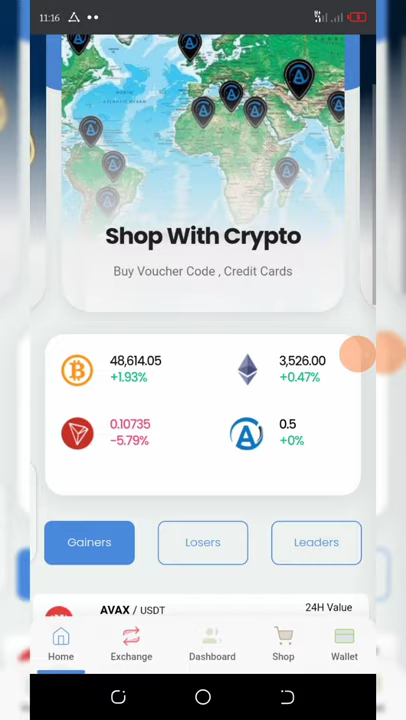 11:16
Shop With Crypto
Buy Voucher Code , Credit Cards
48,614.05
+1.93%
3,526.00
+0.47%
0.10735
-5.79%
0.5
+0%
Gainers
Losers
Leaders
AVAX / USDT
24H Value
Home
Exchange
Dashboard
Shop
Wallet